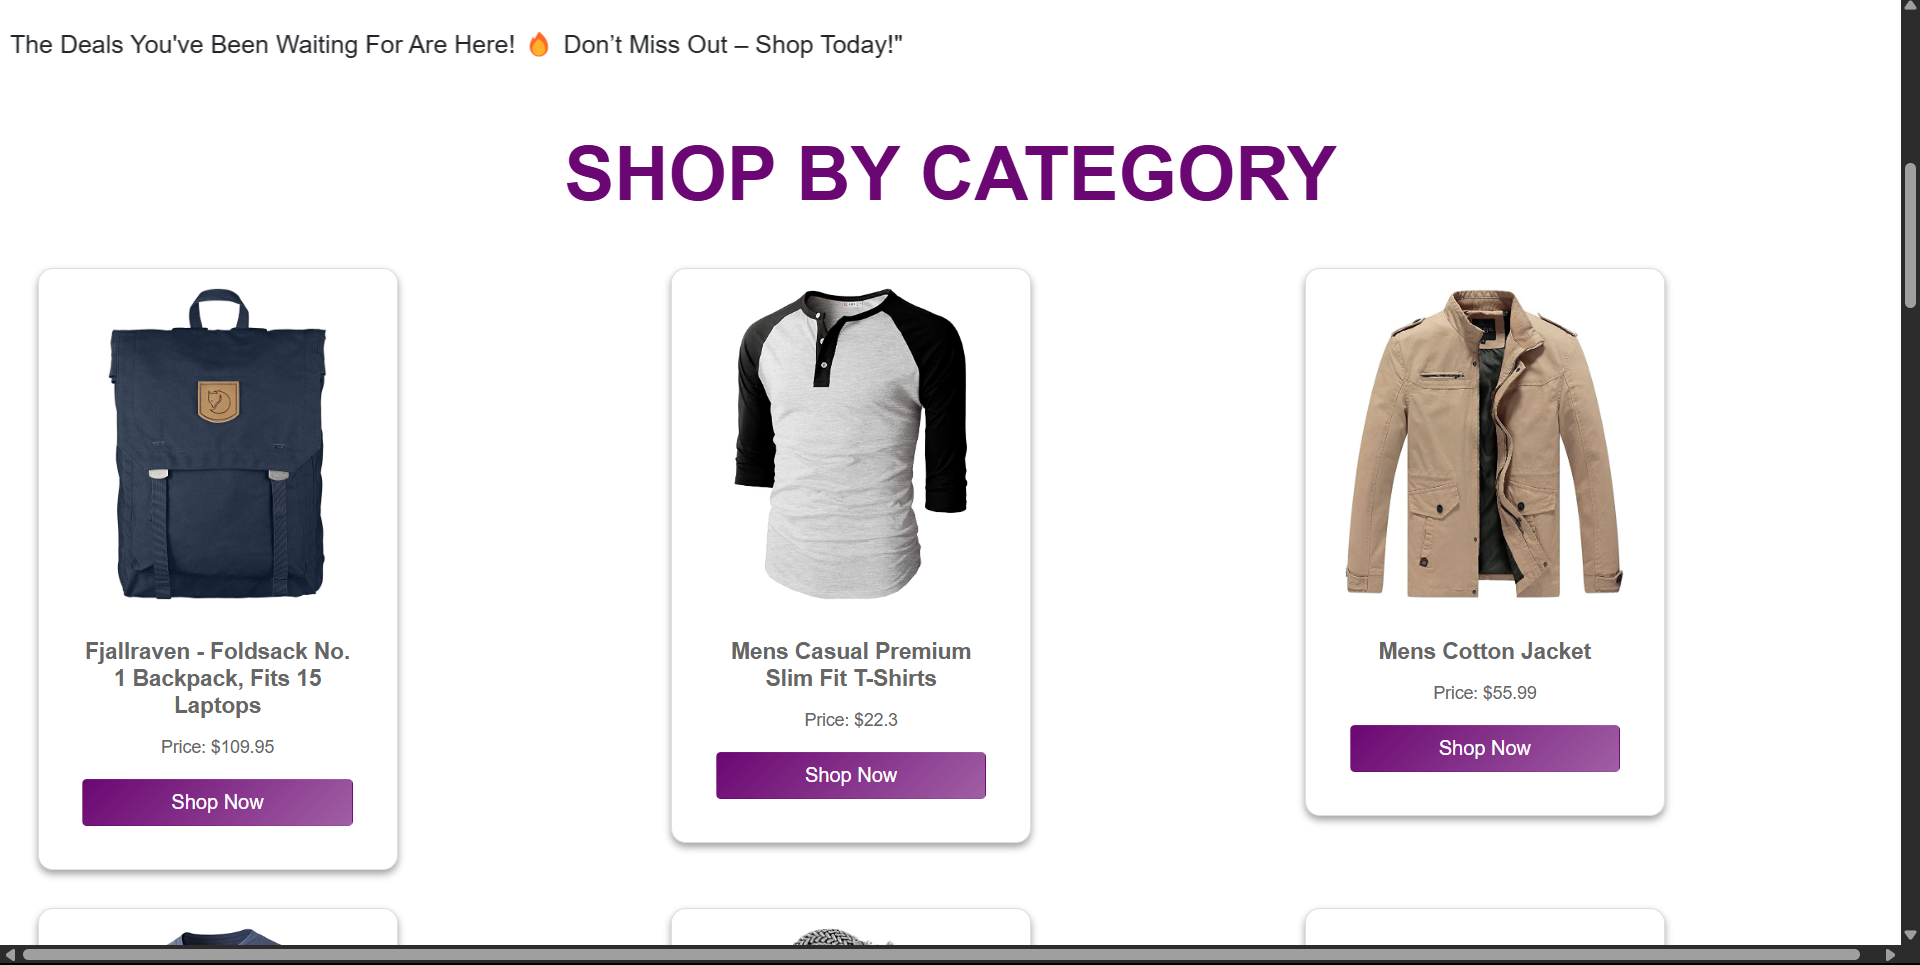 The Deals You've Been Waiting For Are Here! 🔥 Don’t Miss Out – Shop Today!"
SHOP BY CATEGORY
Fjallraven - Foldsack No.
1 Backpack, Fits 15
Laptops
Price: $109.95
Shop Now
Mens Casual Premium
Slim Fit T-Shirts
Price: $22.3
Shop Now
Mens Cotton Jacket
Price: $55.99
Shop Now